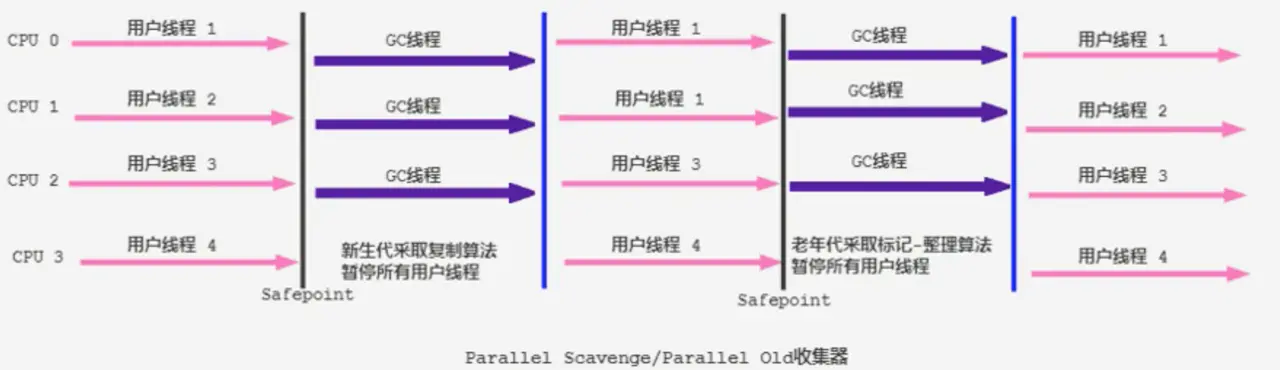 CPU 0
用户线程 1
GC线程
用户线程 1
GC线程
用户线程 1
CPU 1
用户线程 2
GC线程
用户线程 1
GC线程
用户线程 2
CPU 2
用户线程 3
GC线程
用户线程 3
GC线程
用户线程 3
CPU 3
用户线程 4
新生代采取复制算法
暂停所有用户线程
用户线程 4
老年代采取标记-整理算法
暂停所有用户线程
用户线程 4
Safepoint
Safepoint
Parallel Scavenge/Parallel Old收集器